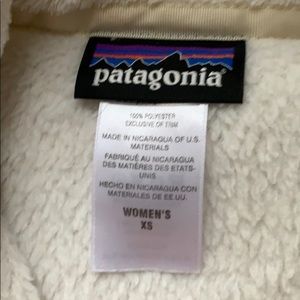 patagonia
100% POLYESTER
EXCLUSIVE OF TRIM
MADE IN NICARAGUA OF U.S.
MATERIALS
FABRIQUÉ AU NICARAGUA
DES MATIÈRES DES ETATS-
UNIS
HECHO EN NICARAGUA CON
MATERIALES DE EE.UU.
WOMEN'S
XS